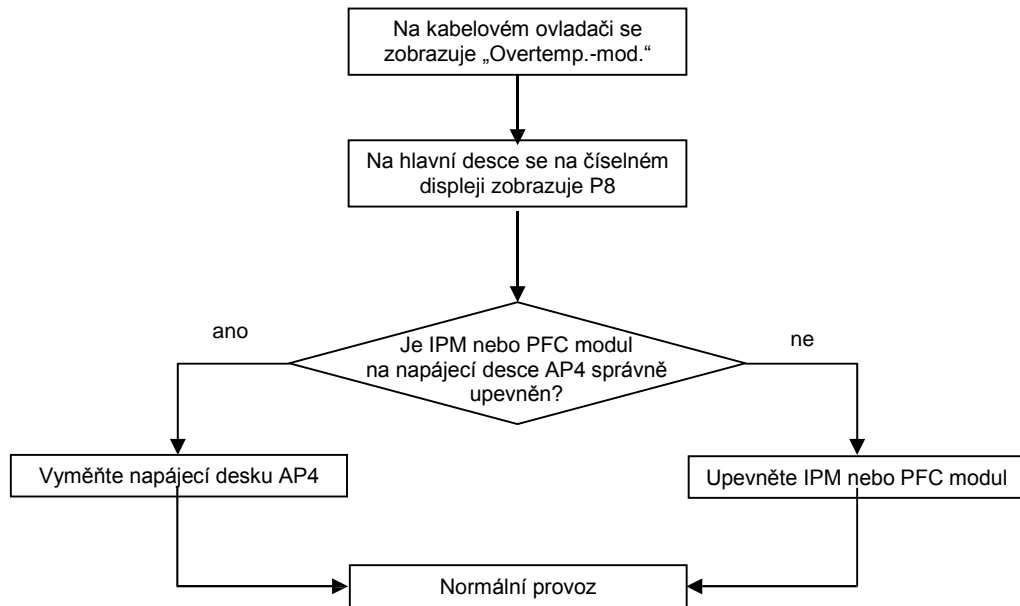 Na kabelovém ovladači se
zobrazuje „Overtemp.-mod.“
Na hlavní desce se na číselném
displeji zobrazuje P8
ano
Je IPM nebo PFC modul
na napájecí desce AP4 správně
upevněn?
ne
Vyměňte napájecí desku AP4
Upevněte IPM nebo PFC modul
Normální provoz